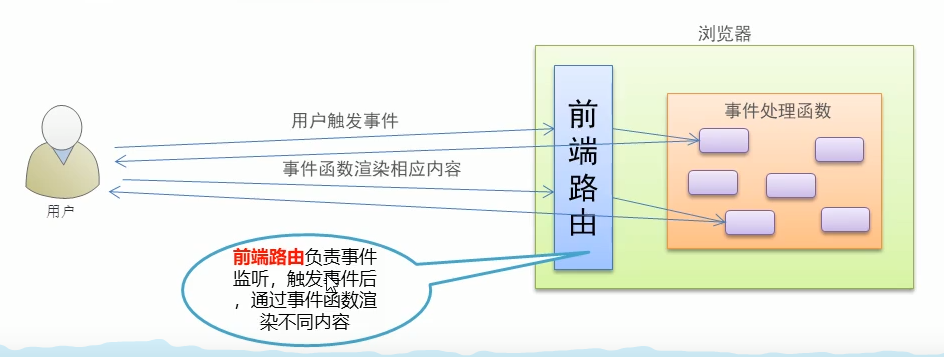 浏览器
用户触发事件
事件函数渲染相应内容
用户
前
端
路
由
事件处理函数
前端路由负责事件
监听，触发事件后
，通过事件函数渲
染不同内容